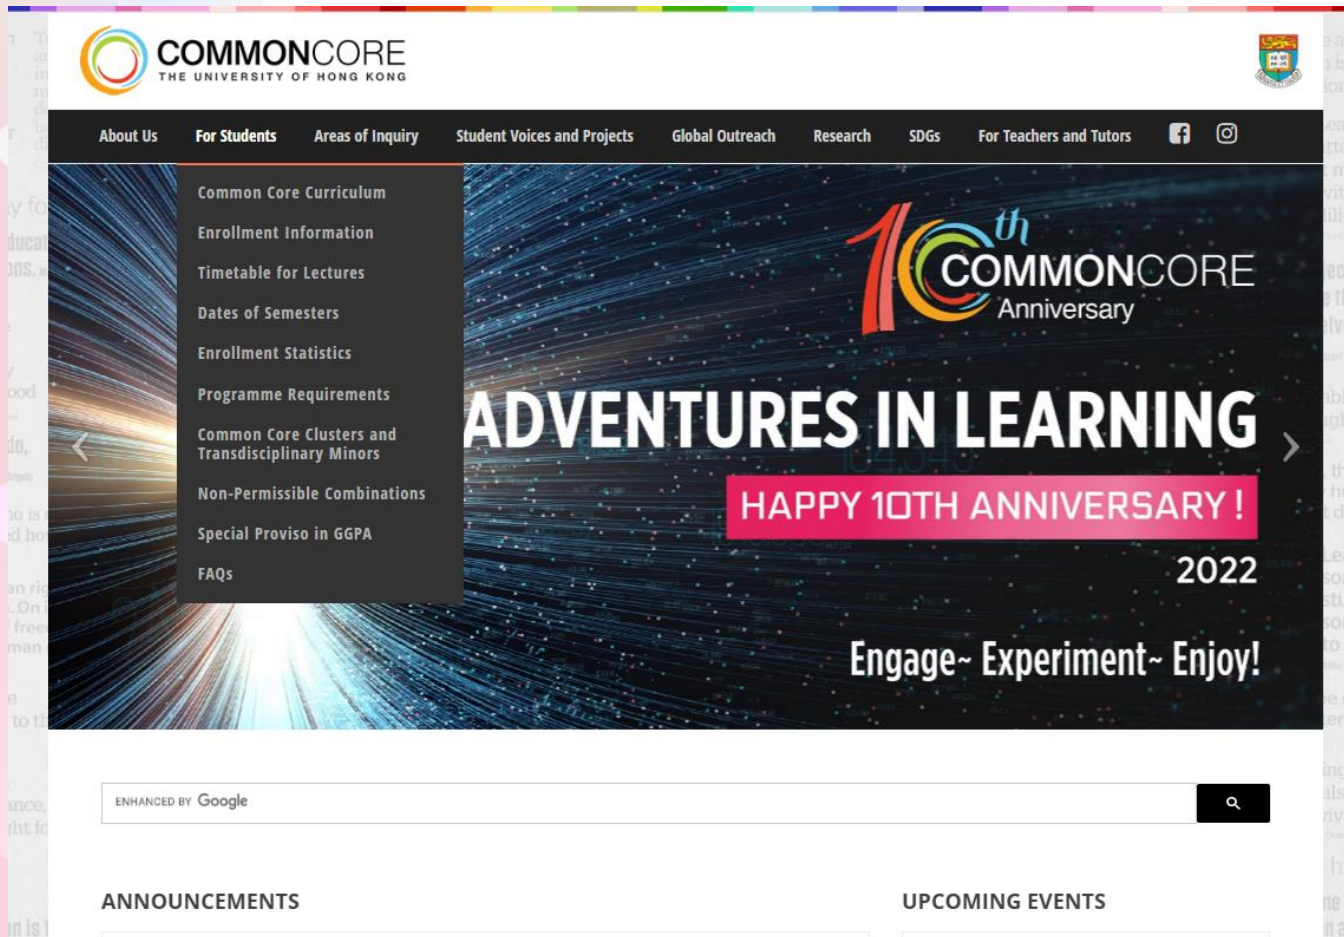 COMMONCORE
THE UNIVERSITY OF HONG KONG
About Us For Students Areas of Inquiry Student Voices and Projects Global Outreach Research SDGs For Teachers and Tutors
Common Core Curriculum
Enrollment Information
Timetable for Lectures
Dates of Semesters
Enrollment Statistics
Programme Requirements
Common Core Clusters and
Transdisciplinary Minors
Non-Permissible Combinations
Special Proviso in GGPA
FAQs
10th
COMMONCORE
Anniversary
ADVENTURES IN LEARNING
HAPPY 10TH ANNIVERSARY !
2022
Engage~ Experiment~ Enjoy!
ENHANCED BY Google
ANNOUNCEMENTS
UPCOMING EVENTS